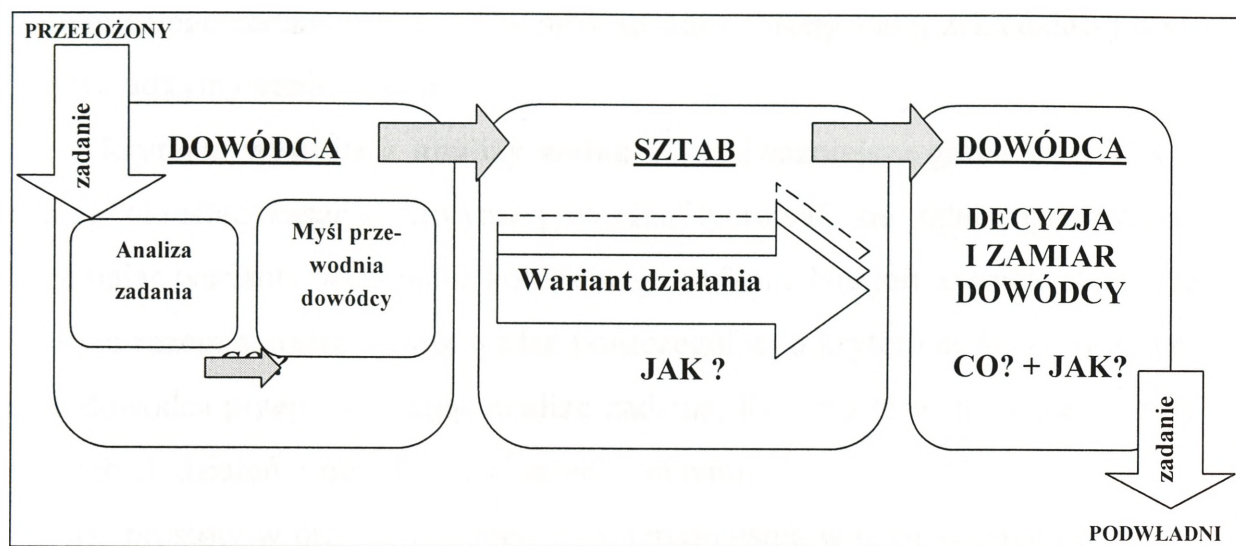 PRZEŁOŻONY
zadanie
DOWÓDCA
Analiza
zadania
Myśl prze-
wodnia
dowódcy
SZTAB
Wariant działania
JAK ?
DOWÓDCA
DECYZJA
I ZAMIAR
DOWÓDCY
CO? + JAK?
zadanie
PODWŁADNI